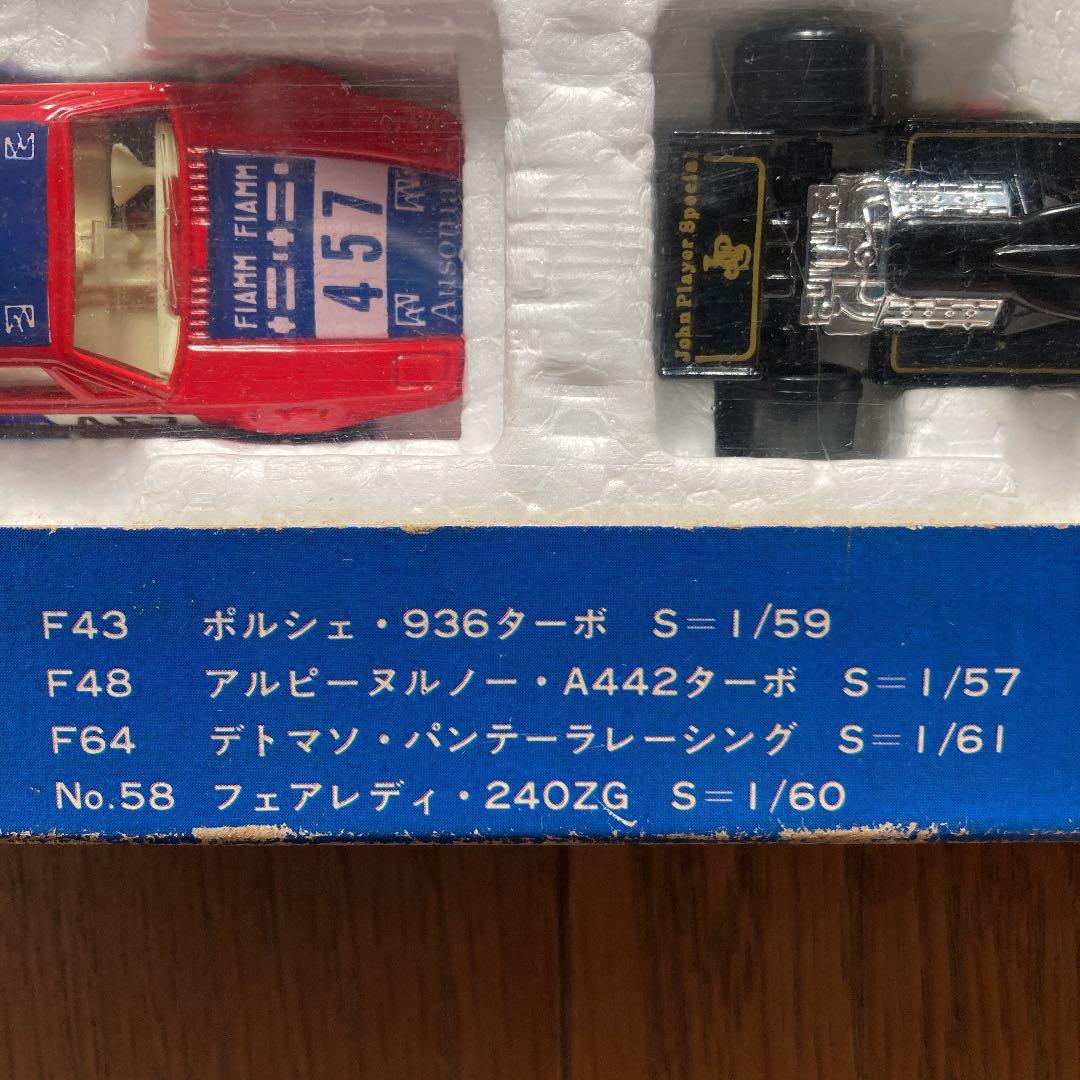 FIAMM FIAMM
457
Ausonia
457
John Player Special
JPS
F43 ポルシェ・936ターボ S=1/59
F48 アルピーヌルノー・A442ターボ S=1/57
F64 デトマソ・パンテーラレーシング S=1/61
No.58 フェアレディ・240ZG S=1/60